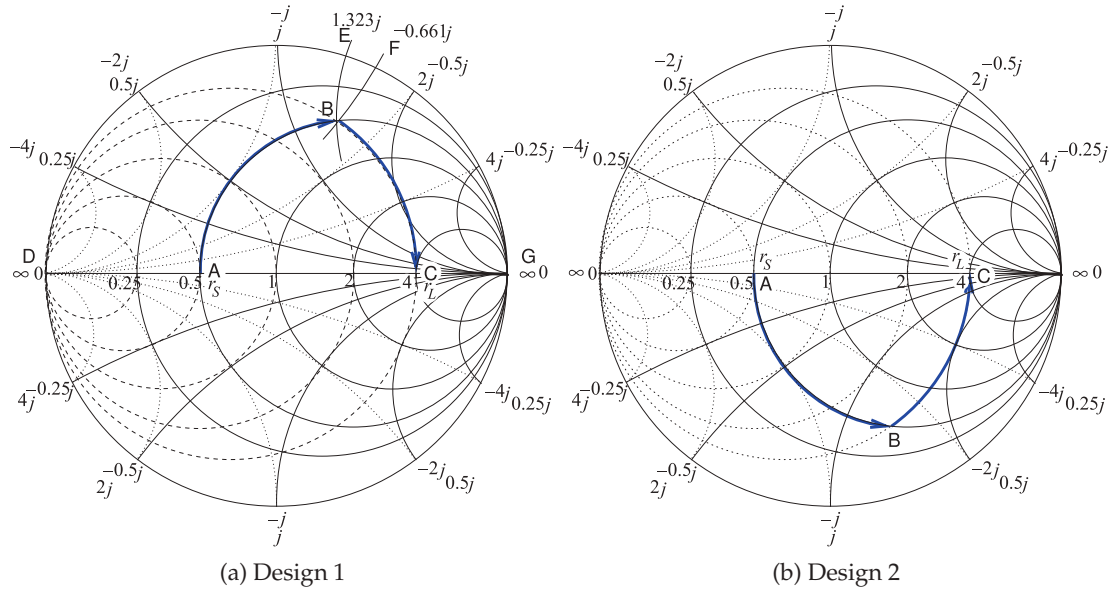 1.323j
E
F
-0.661j
-j
j
-2j
0.5j
-0.5j
2j
B
-4j
0.25j
4j
-0.25j
D
G
A
C
∞ 0
0.25
0.5
1
2
4
∞ 0
r_S
r_L
-0.25j
4j
-4j
0.25j
-0.5j
2j
-2j
0.5j
-j
j
(a) Design 1
-j
j
-2j
0.5j
-0.5j
2j
-4j
0.25j
4j
-0.25j
r_S
r_L
A
C
∞ 0
0.25
0.5
1
2
4
∞ 0
-0.25j
4j
-4j
0.25j
B
-0.5j
2j
-2j
0.5j
-j
j
(b) Design 2